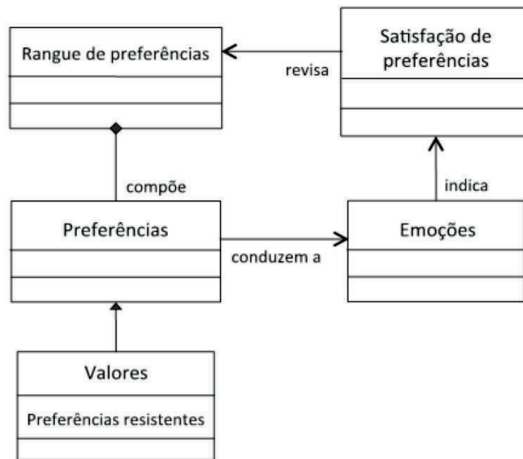 Rangue de preferências
Satisfação de
preferências
revisa
compõe
indica
Preferências
conduzem a
Emoções
Valores
Preferências resistentes